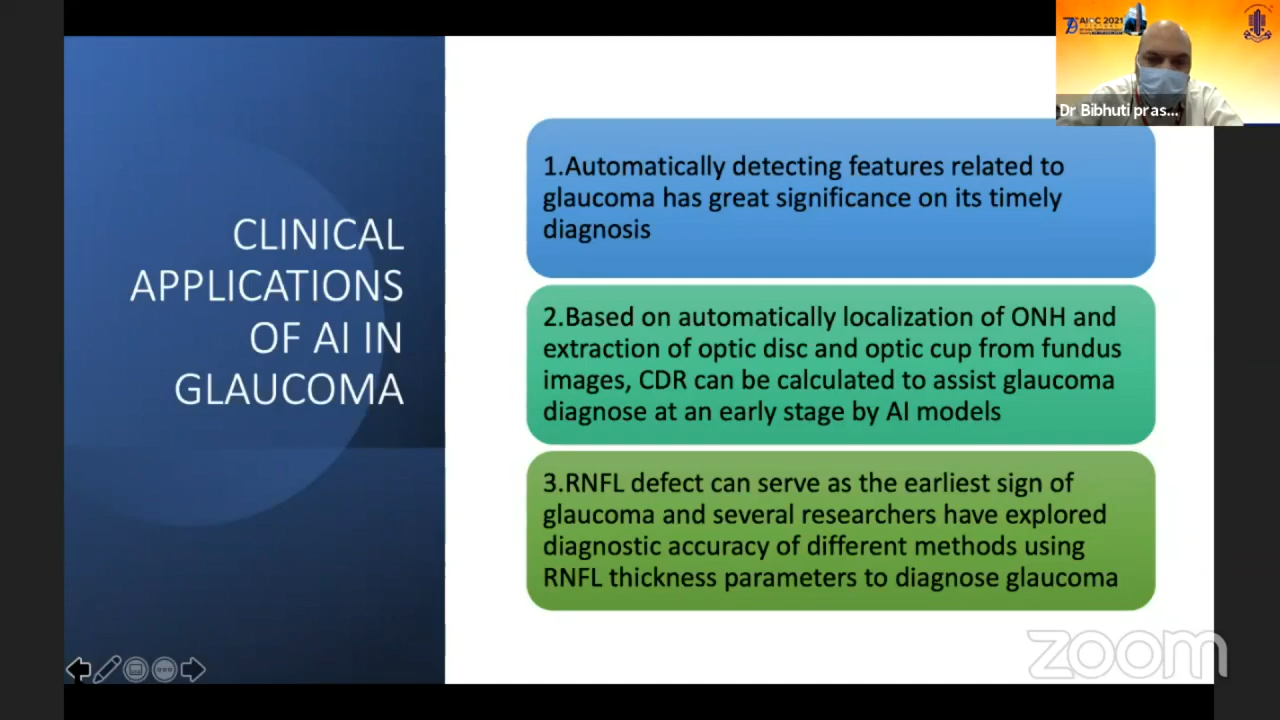 AIOC 2021
Dr Bibhuti pras...
CLINICAL
APPLICATIONS
OF AI IN
GLAUCOMA
1.Automatically detecting features related to
glaucoma has great significance on its timely
diagnosis
2.Based on automatically localization of ONH and
extraction of optic disc and optic cup from fundus
images, CDR can be calculated to assist glaucoma
diagnose at an early stage by AI models
3.RNFL defect can serve as the earliest sign of
glaucoma and several researchers have explored
diagnostic accuracy of different methods using
RNFL thickness parameters to diagnose glaucoma
zoom